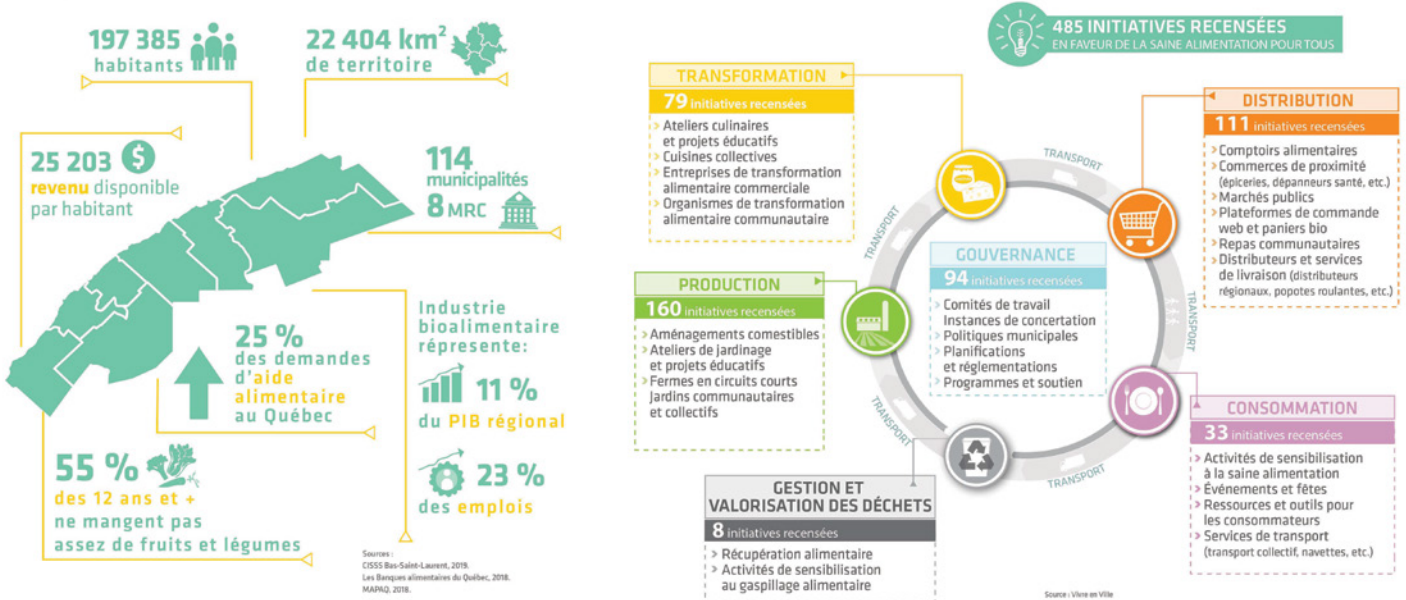 197 385
habitants
22 404 km²
de territoire
25 203
revenu disponible
par habitant
114
municipalités
8 MRC
25 %
des demandes
d'aide
alimentaire
au Québec
Industrie
bioalimentaire
répresente:
11 %
du PIB régional
23 %
des emplois
55 %
des 12 ans et +
ne mangent pas
assez de fruits et légumes
Sources :
CISSS Bas-Saint-Laurent, 2019.
Les Banques alimentaires du Québec, 2018.
MAPAQ, 2018.
485 INITIATIVES RECENSÉES
EN FAVEUR DE LA SAINE ALIMENTATION POUR TOUS
TRANSFORMATION
79 initiatives recensées
> Ateliers culinaires
et projets éducatifs
> Cuisines collectives
> Entreprises de transformation
alimentaire commerciale
> Organismes de transformation
alimentaire communautaire
DISTRIBUTION
111 initiatives recensées
> Comptoirs alimentaires
> Commerces de proximité
(épiceries, dépanneurs santé, etc.)
> Marchés publics
> Plateformes de commande
web et paniers bio
> Repas communautaires
> Distributeurs et services
de livraison (distributeurs
régionaux, popotes roulantes, etc.)
PRODUCTION
160 initiatives recensées
> Aménagements comestibles
> Ateliers de jardinage
et projets éducatifs
> Fermes en circuits courts
Jardins communautaires
et collectifs
GOUVERNANCE
94 initiatives recensées
> Comités de travail
Instances de concertation
> Politiques municipales
> Planifications
et réglementations
> Programmes et soutien
TRANSPORT
TRANSPORT
TRANSPORT
TRANSPORT
TRANSPORT
CONSOMMATION
33 initiatives recensées
> Activités de sensibilisation
à la saine alimentation
> Événements et fêtes
> Ressources et outils pour
les consommateurs
> Services de transport
(transport collectif, navettes, etc.)
GESTION ET
VALORISATION DES DÉCHETS
8 initiatives recensées
> Récupération alimentaire
> Activités de sensibilisation
au gaspillage alimentaire
Source : Vivre en Ville